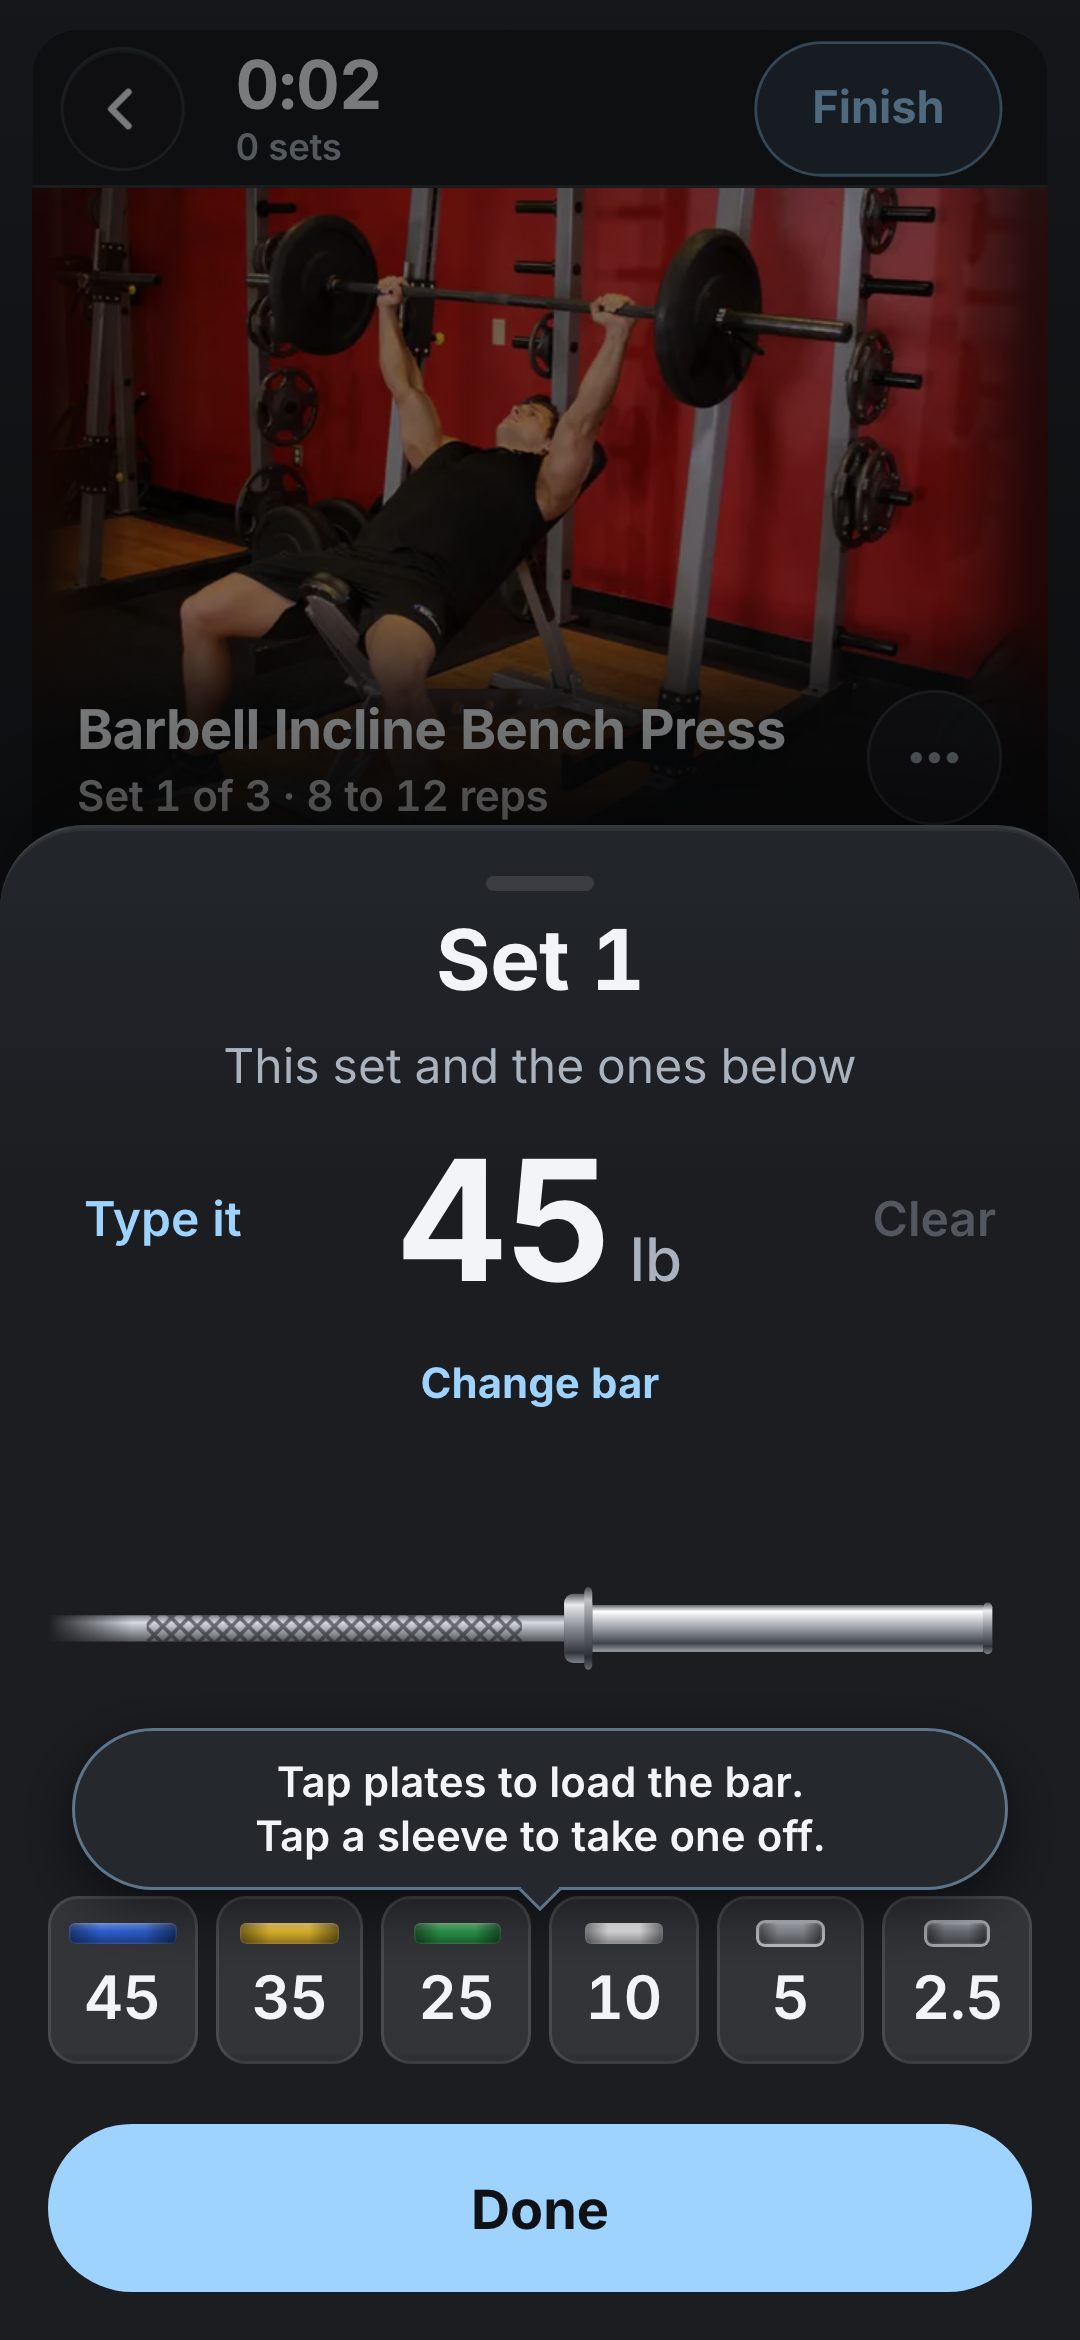 0:02
0 sets
Finish
Barbell Incline Bench Press
Set 1 of 3 · 8 to 12 reps
Set 1
This set and the ones below
Type it
45 lb
Clear
Change bar
Tap plates to load the bar.
Tap a sleeve to take one off.
45
35
25
10
5
2.5
Done